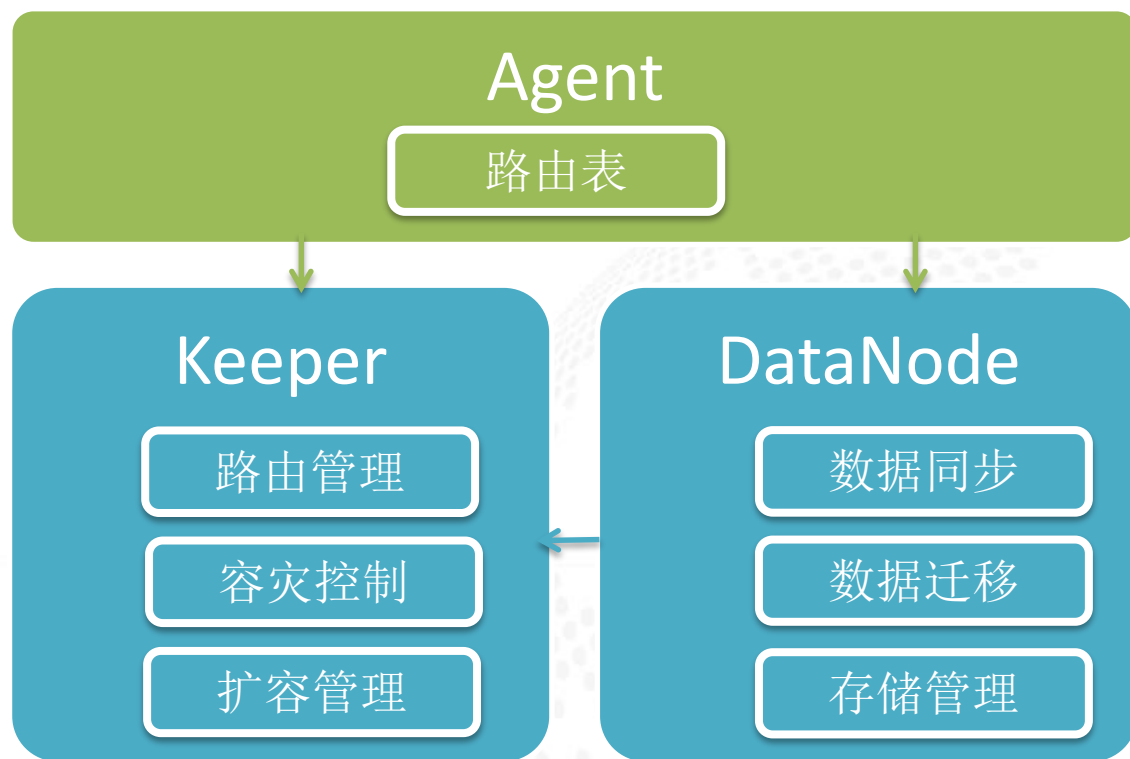 Agent
路由表
Keeper
路由管理
容灾控制
扩容管理
DataNode
数据同步
数据迁移
存储管理